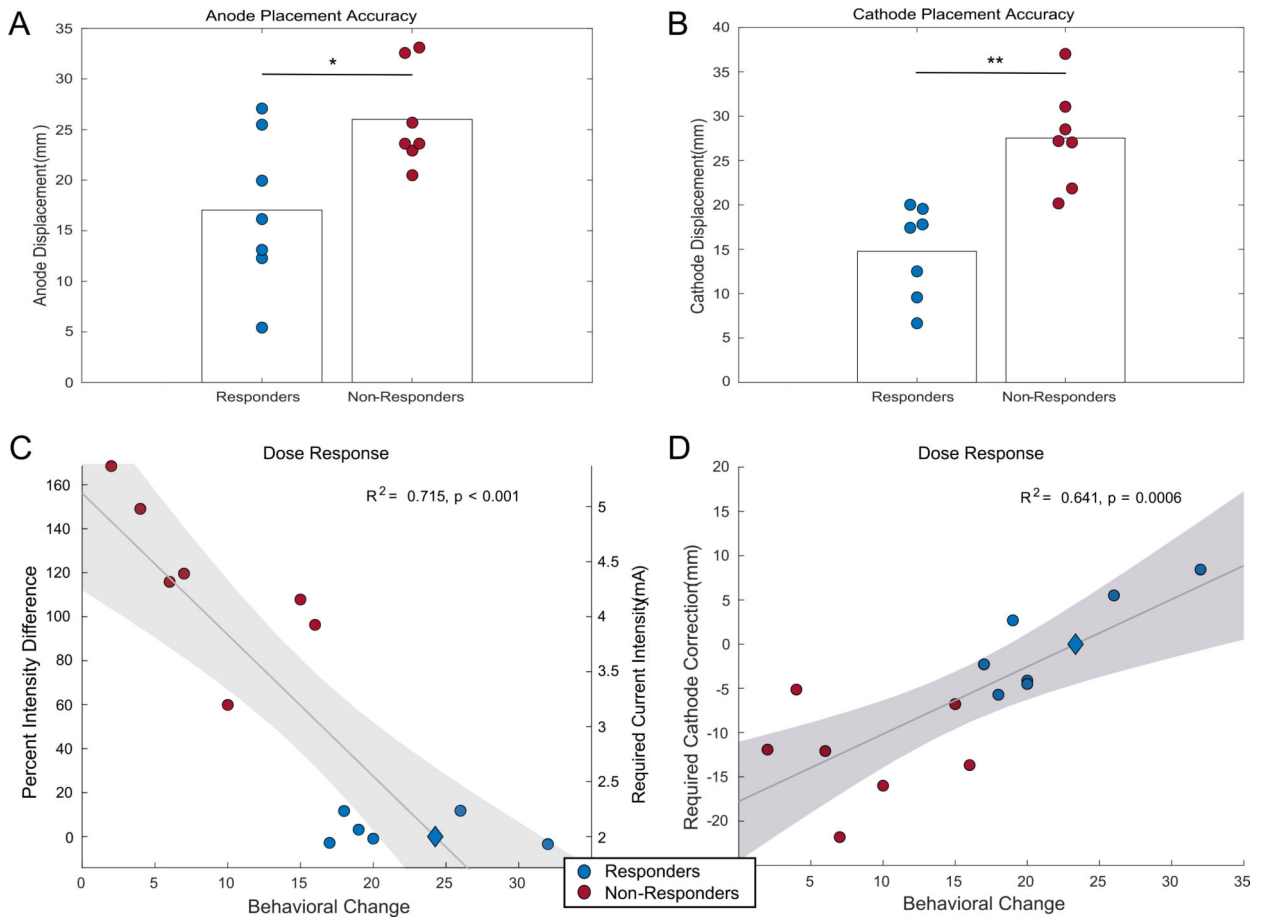 A
Anode Placement Accuracy
35
30
25
20
15
10
5
0
Anode Displacement(mm)
*
Responders
Non-Responders
B
Cathode Placement Accuracy
40
35
30
25
20
15
10
5
0
Cathode Displacement(mm)
**
Responders
Non-Responders
C
Dose Response
R2 = 0.715, p < 0.001
160
140
120
100
80
60
40
20
0
Percent Intensity Difference
5
4.5
4
3.5
3
2.5
2
Required Current Intensity(mA)
0 5 10 15 20 25 30
Behavioral Change
D
Dose Response
R2 = 0.641, p = 0.0006
20
15
10
5
0
-5
-10
-15
-20
Required Cathode Correction(mm)
5 10 15 20 25 30 35
Behavioral Change
Responders
Non-Responders